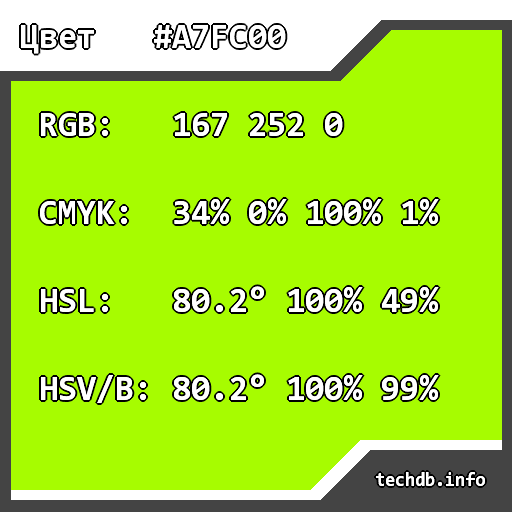 Цвет #A7FC00
RGB: 167 252 0
CMYK: 34% 0% 100% 1%
HSL: 80.2° 100% 49%
HSV/B: 80.2° 100% 99%
techdb.info